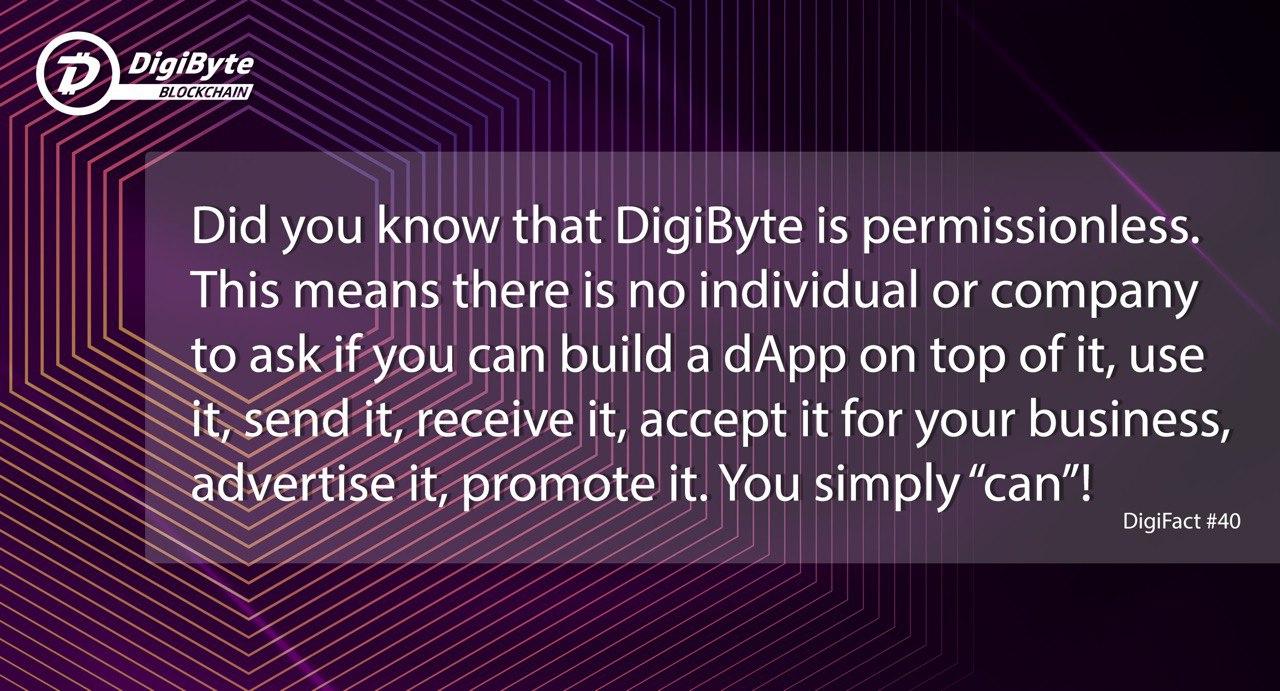 DigiByte
BLOCKCHAIN
Did you know that DigiByte is permissionless.
This means there is no individual or company
to ask if you can build a dApp on top of it, use
it, send it, receive it, accept it for your business,
advertise it, promote it. You simply “can”!
DigiFact #40